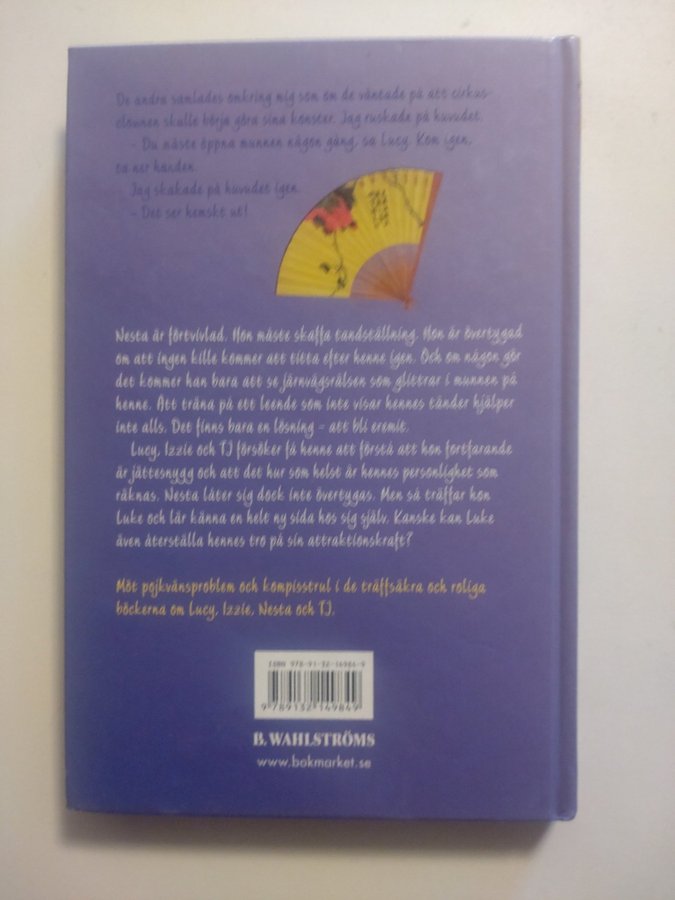 De andra samlades omkring mig som om de väntade på att cirkus-
clownen skulle börja göra sina konster. Jag ruskade på huvudet.
– Du måste öppna munnen någon gång, sa Lucy. Kom igen,
ta ner handen.
Jag skakade på huvudet igen.
– Det ser hemskt ut!
Nesta är förtvivlad. Hon måste skaffa tandställning. Hon är övertygad
om att ingen kille kommer att titta efter henne igen. Och om någon gör
det kommer han bara att se järnvägsrälsen som glittrar i munnen på
henne. Att träna på ett leende som inte visar hennes tänder hjälper
inte alls. Det finns bara en lösning – att bli eremit.
Lucy, Izzie och TJ försöker få henne att förstå att hon fortfarande
är jättesnygg och att det hur som helst är hennes personlighet som
räknas. Nesta låter sig dock inte övertygas. Men så träffar hon
Luke och lär känna en helt ny sida hos sig själv. Kanske kan Luke
även återställa hennes tro på sin attraktionskraft?
Möt pojkvänsproblem och kompisstrul i de träffsäkra och roliga
böckerna om Lucy, Izzie, Nesta och TJ.
ISBN 978-91-32-14984-9
9 789132 149849
B. WAHLSTRÖMS
www.bokmarket.se